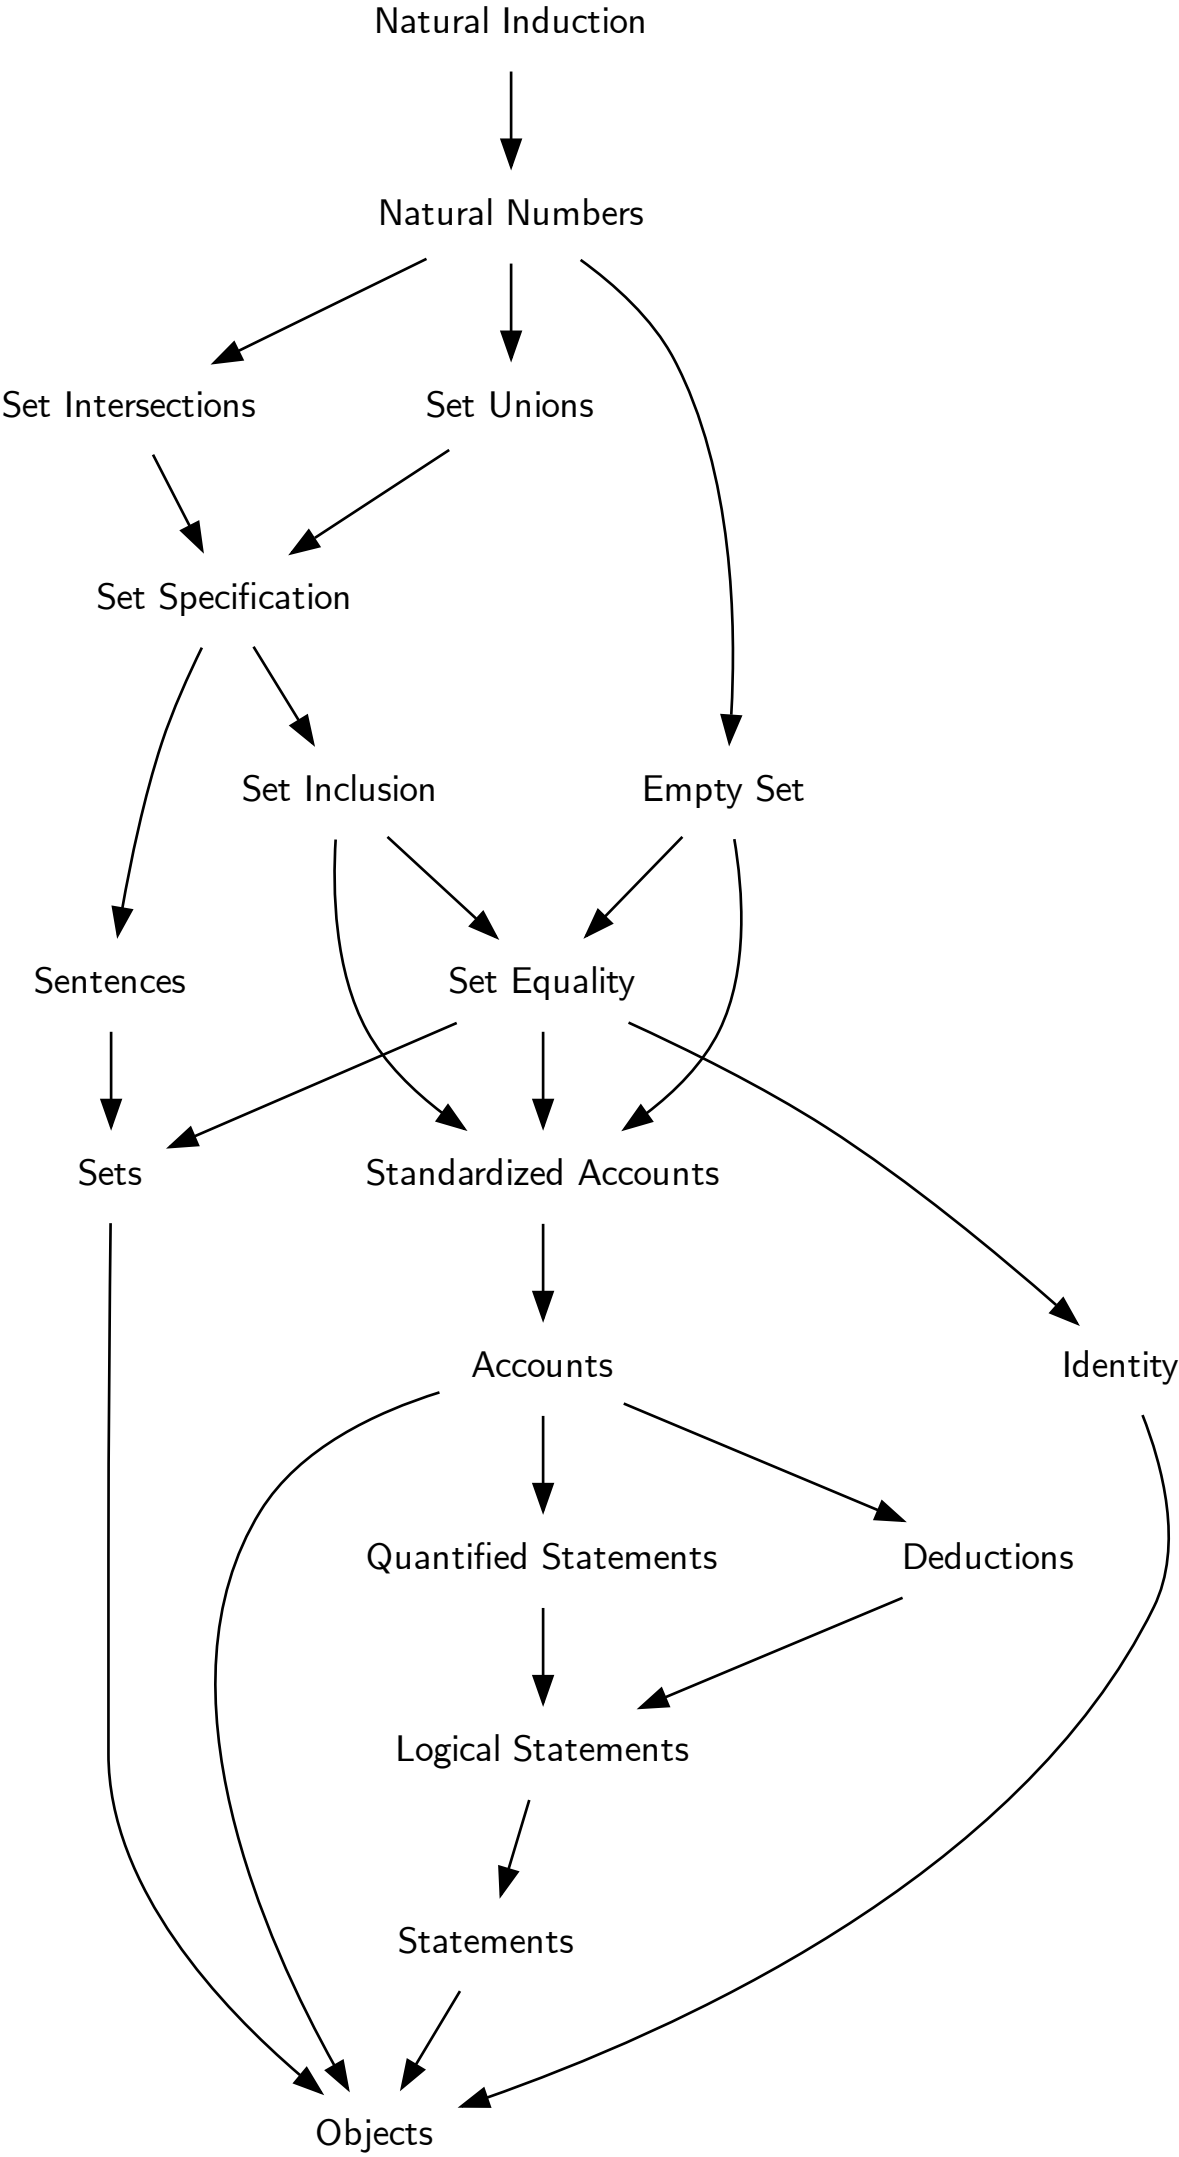 Natural Induction
Natural Numbers
Set Intersections
Set Unions
Set Specification
Set Inclusion
Empty Set
Sentences
Set Equality
Sets
Standardized Accounts
Accounts
Identity
Quantified Statements
Deductions
Logical Statements
Statements
Objects